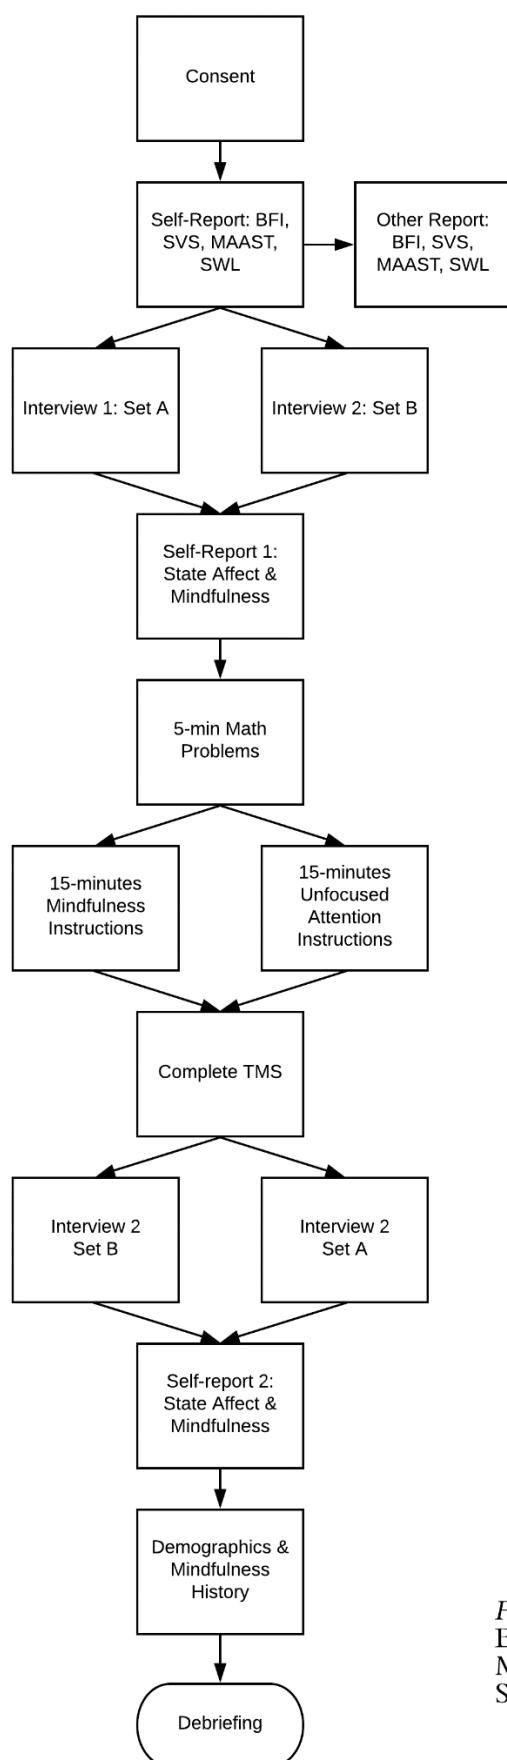 Consent
Self-Report: BFI,
SVS, MAAST,
SWL
Other Report:
BFI, SVS,
MAAST, SWL
Interview 1: Set A
Interview 2: Set B
Self-Report 1:
State Affect &
Mindfulness
5-min Math
Problems
15-minutes
Mindfulness
Instructions
15-minutes
Unfocused
Attention
Instructions
Complete TMS
Interview 2
Set B
Interview 2
Set A
Self-report 2:
State Affect &
Mindfulness
Demographics &
Mindfulness
History
Debriefing